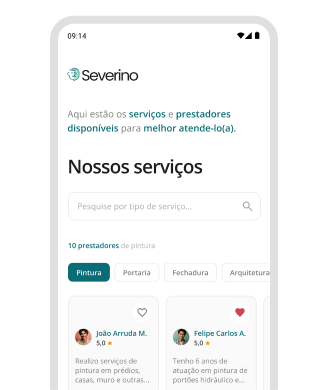 09:14
Severino
Aqui estão os serviços e prestadores
disponíveis para melhor atende-lo(a).
Nossos serviços
Pesquise por tipo de serviço...
10 prestadores de pintura
Pintura Portaria Fechadura Arquitetura
João Arruda M.
5,0
Realizo serviços de
pintura em prédios,
casas, muro e outras...
Felipe Carlos A.
5,0
Tenho 6 anos de
atuação em pintura de
portões hidráulico e...